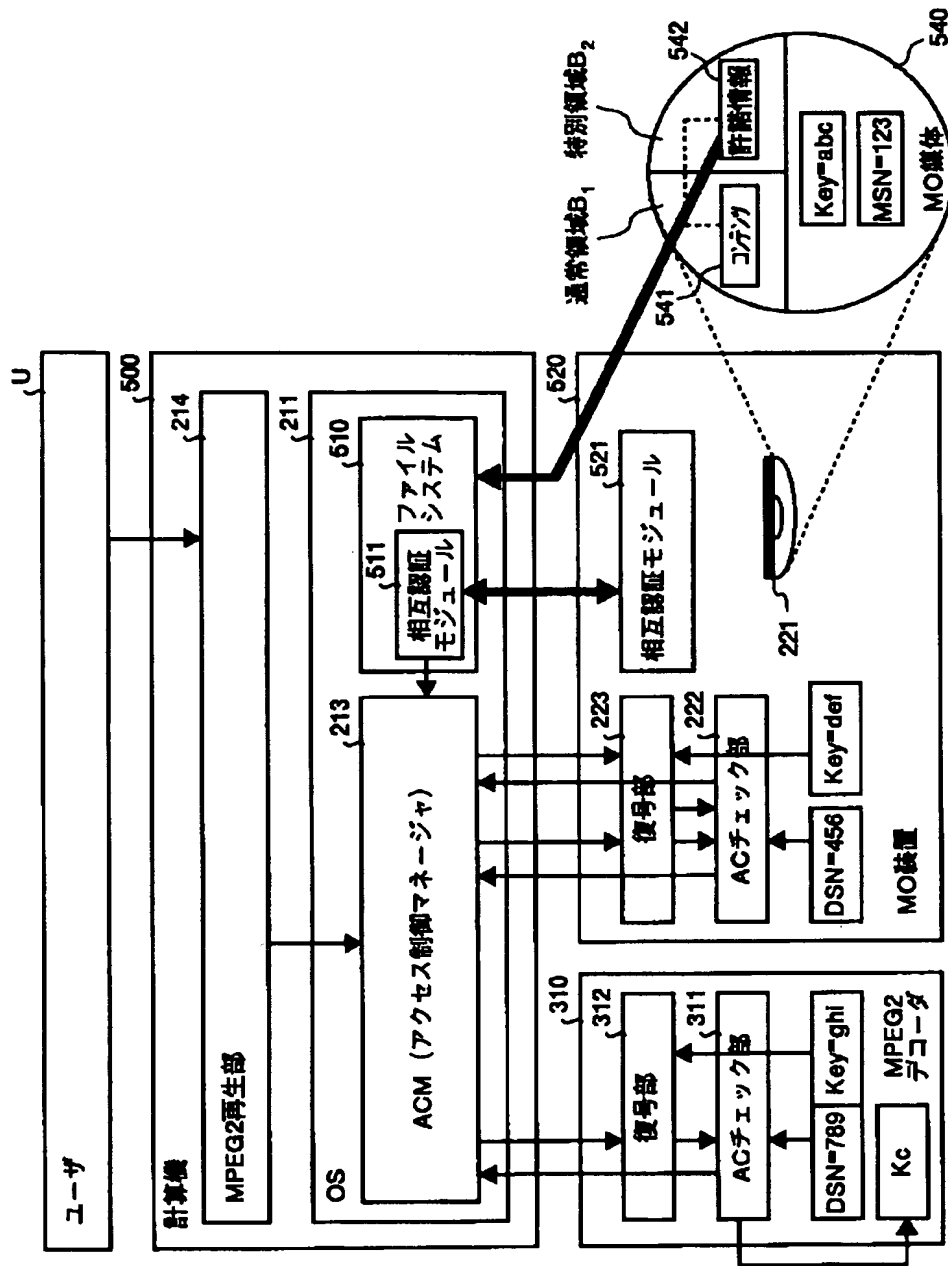 ユーザ
U
計算機
500
MPEG2再生部
214
OS
211
ACM（アクセス制御マネージャ）
213
ファイル
システム
510
相互認証
モジュール
511
MPEG2
デコーダ
310
復号部
312
ACチェック部
311
DSN=789
Key=ghi
Kc
MO装置
520
復号部
223
ACチェック部
222
DSN=456
Key=def
相互認証モジュール
521
221
通常領域B₁
特別領域B₂
コンテンツ
541
許諾情報
542
Key=abc
MSN=123
MO媒体
540